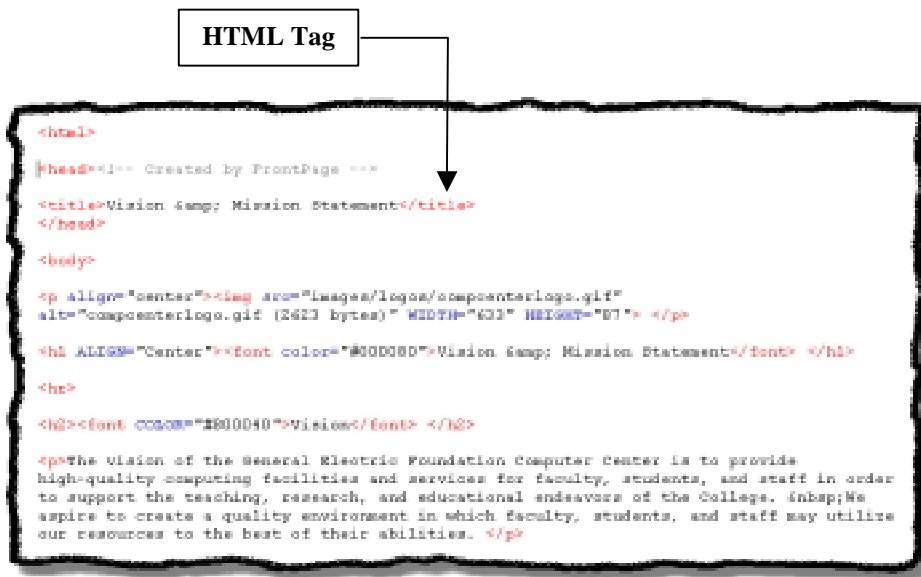 HTML Tag
<html>
<head><!-- Created by FrontPage -->
<title>Vision &amp; Mission Statement</title>
</head>
<body>
<p align="center"><img src="images/logos/compcenterlogo.gif"
alt="compcenterlogo.gif (2623 bytes)" WIDTH="633" HEIGHT="87"> </p>
<h1 ALIGN="Center"><font color="#000080">Vision &amp; Mission Statement</font> </h1>
<hr>
<h2><font COLOR="#800040">Vision</font> </h2>
<p>The vision of the General Electric Foundation Computer Center is to provide
high-quality computing facilities and services for faculty, students, and staff in order
to support the teaching, research, and educational endeavors of the College. &nbsp;We
aspire to create a quality environment in which faculty, students, and staff may utilize
our resources to the best of their abilities. </p>